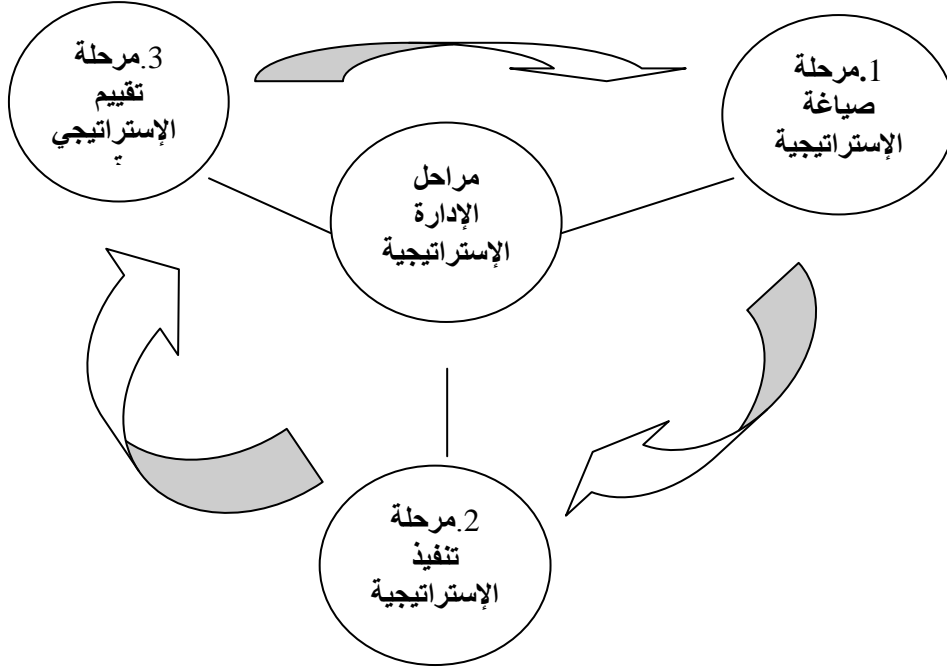 1.مرحلة
صياغة
الإستراتيجية
مراحل
الإدارة
الإستراتيجية
3.مرحلة
تقييم
الإستراتيجي
ة
2.مرحلة
تنفيذ
الإستراتيجية